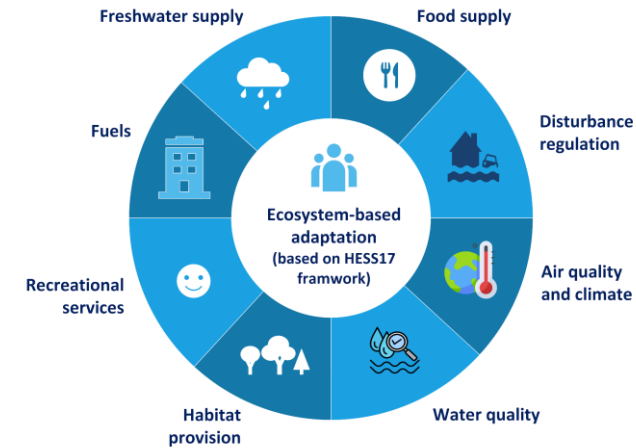 Freshwater supply
Food supply
Fuels
Disturbance
regulation
Ecosystem-based
adaptation
(based on HESS17
framwork)
Recreational
services
Air quality
and climate
Habitat
provision
Water quality